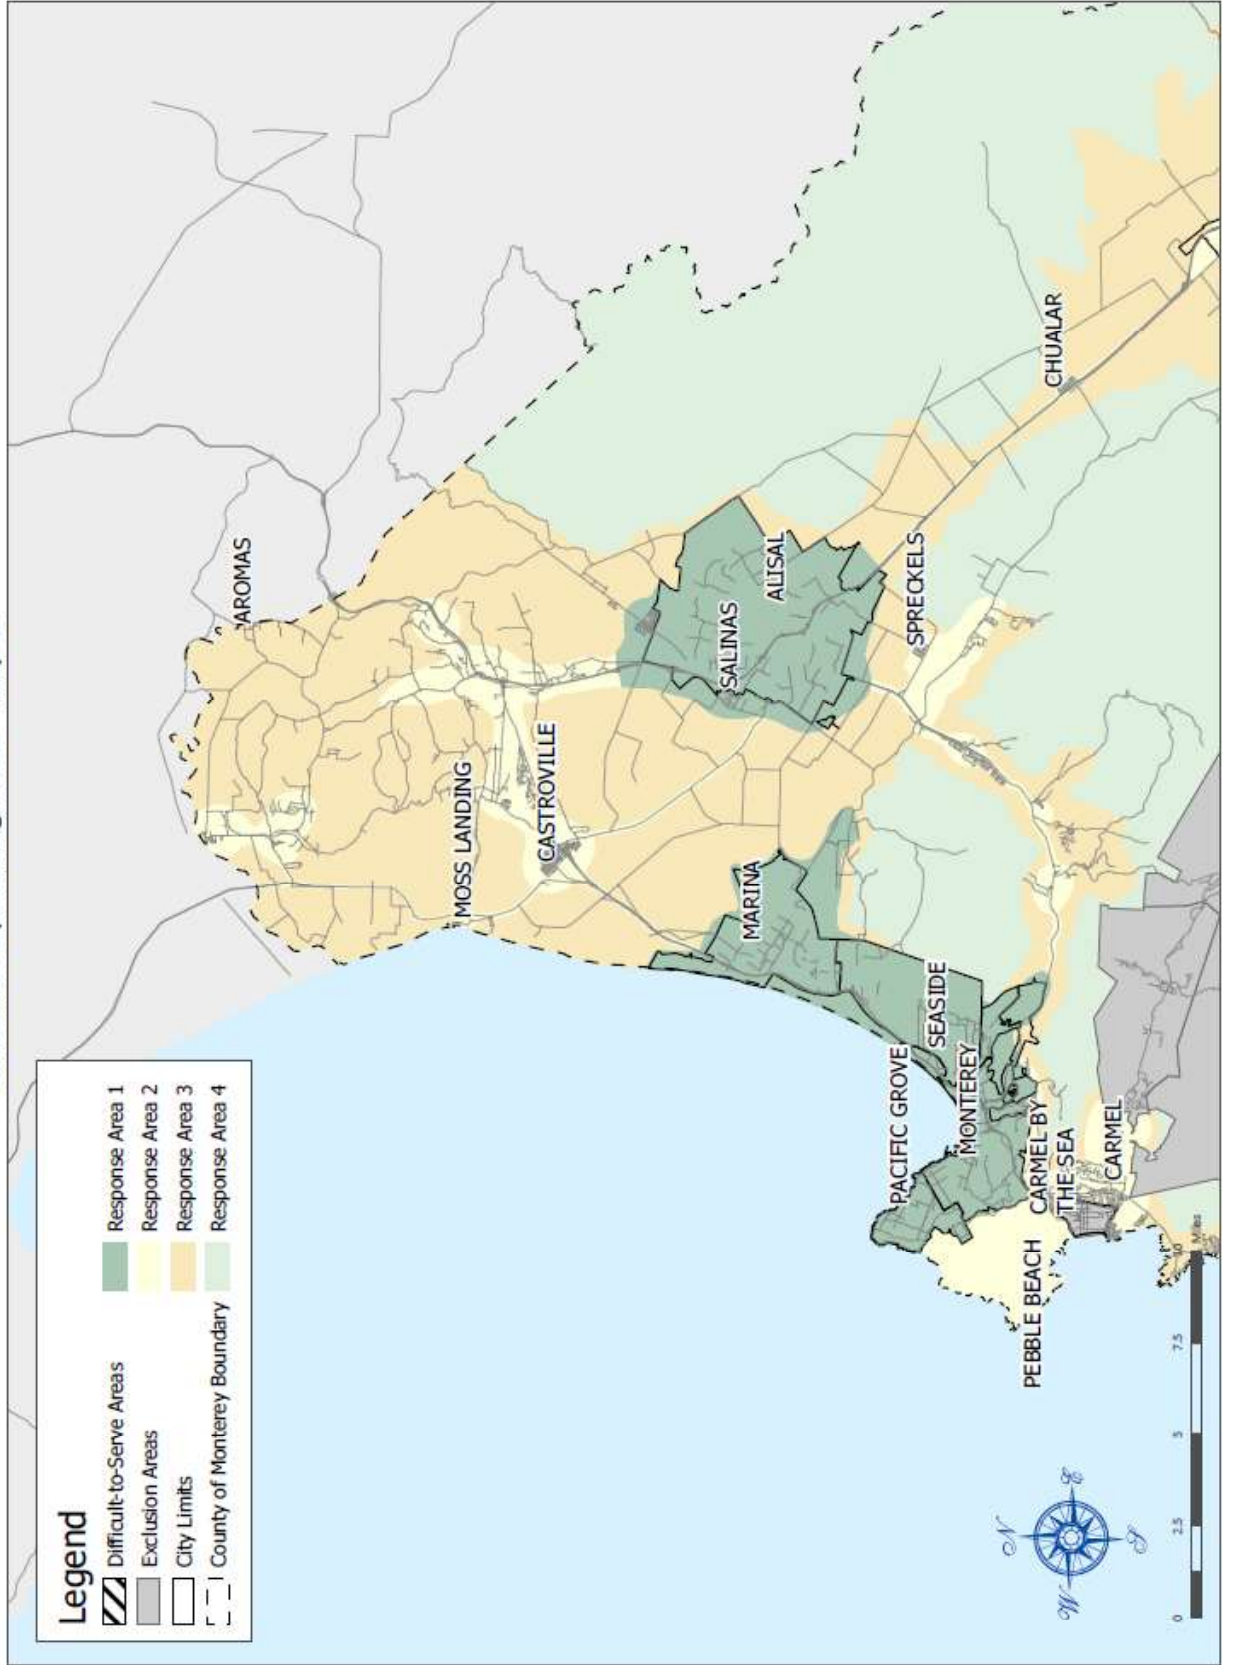 Legend
Difficult-to-Serve Areas
Exclusion Areas
City Limits
County of Monterey Boundary
Response Area 1
Response Area 2
Response Area 3
Response Area 4
AROMAS
MOSS LANDING
CASTROVILLE
SALINAS
ALISAL
MARINA
SPRECKELS
CHUALAR
SEASIDE
PACIFIC GROVE
MONTEREY
CARMEL-BY
THE-SEA
CARMEL
PEBBLE BEACH
N
W
E
S
0 2.5 5 7.5 10
Miles